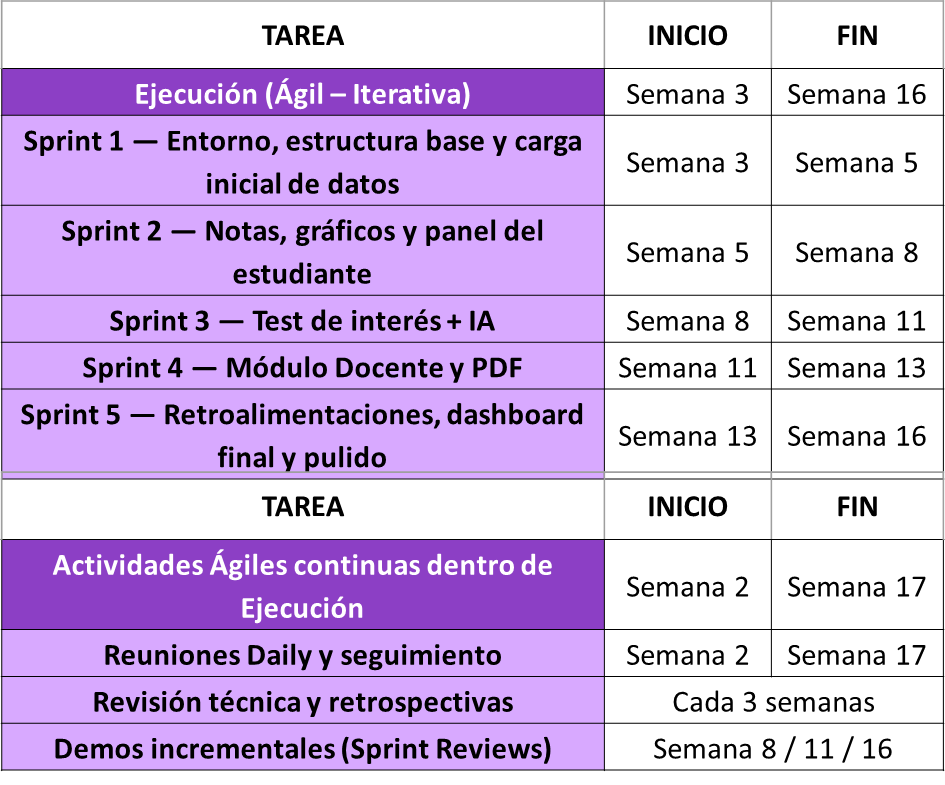 TAREA INICIO FIN
Ejecución (Ágil – Iterativa) Semana 3 Semana 16
Sprint 1 — Entorno, estructura base y carga
inicial de datos Semana 3 Semana 5
Sprint 2 — Notas, gráficos y panel del
estudiante Semana 5 Semana 8
Sprint 3 — Test de interés + IA Semana 8 Semana 11
Sprint 4 — Módulo Docente y PDF Semana 11 Semana 13
Sprint 5 — Retroalimentaciones, dashboard
final y pulido Semana 13 Semana 16
TAREA INICIO FIN
Actividades Ágiles continuas dentro de
Ejecución Semana 2 Semana 17
Reuniones Daily y seguimiento Semana 2 Semana 17
Revisión técnica y retrospectivas Cada 3 semanas
Demos incrementales (Sprint Reviews) Semana 8 / 11 / 16